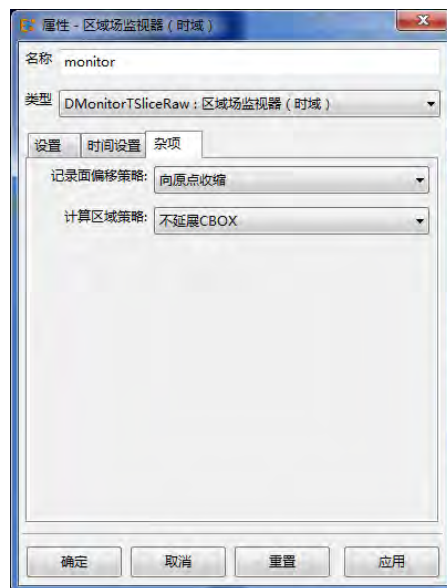 属性 - 区域场监视器（时域）
名称 monitor
类型 DMonitorTSliceRaw：区域场监视器（时域）
设置 时间设置 杂项
记录面偏移策略: 向原点收缩
计算区域策略: 不延展CBOX
确定 取消 重置 应用